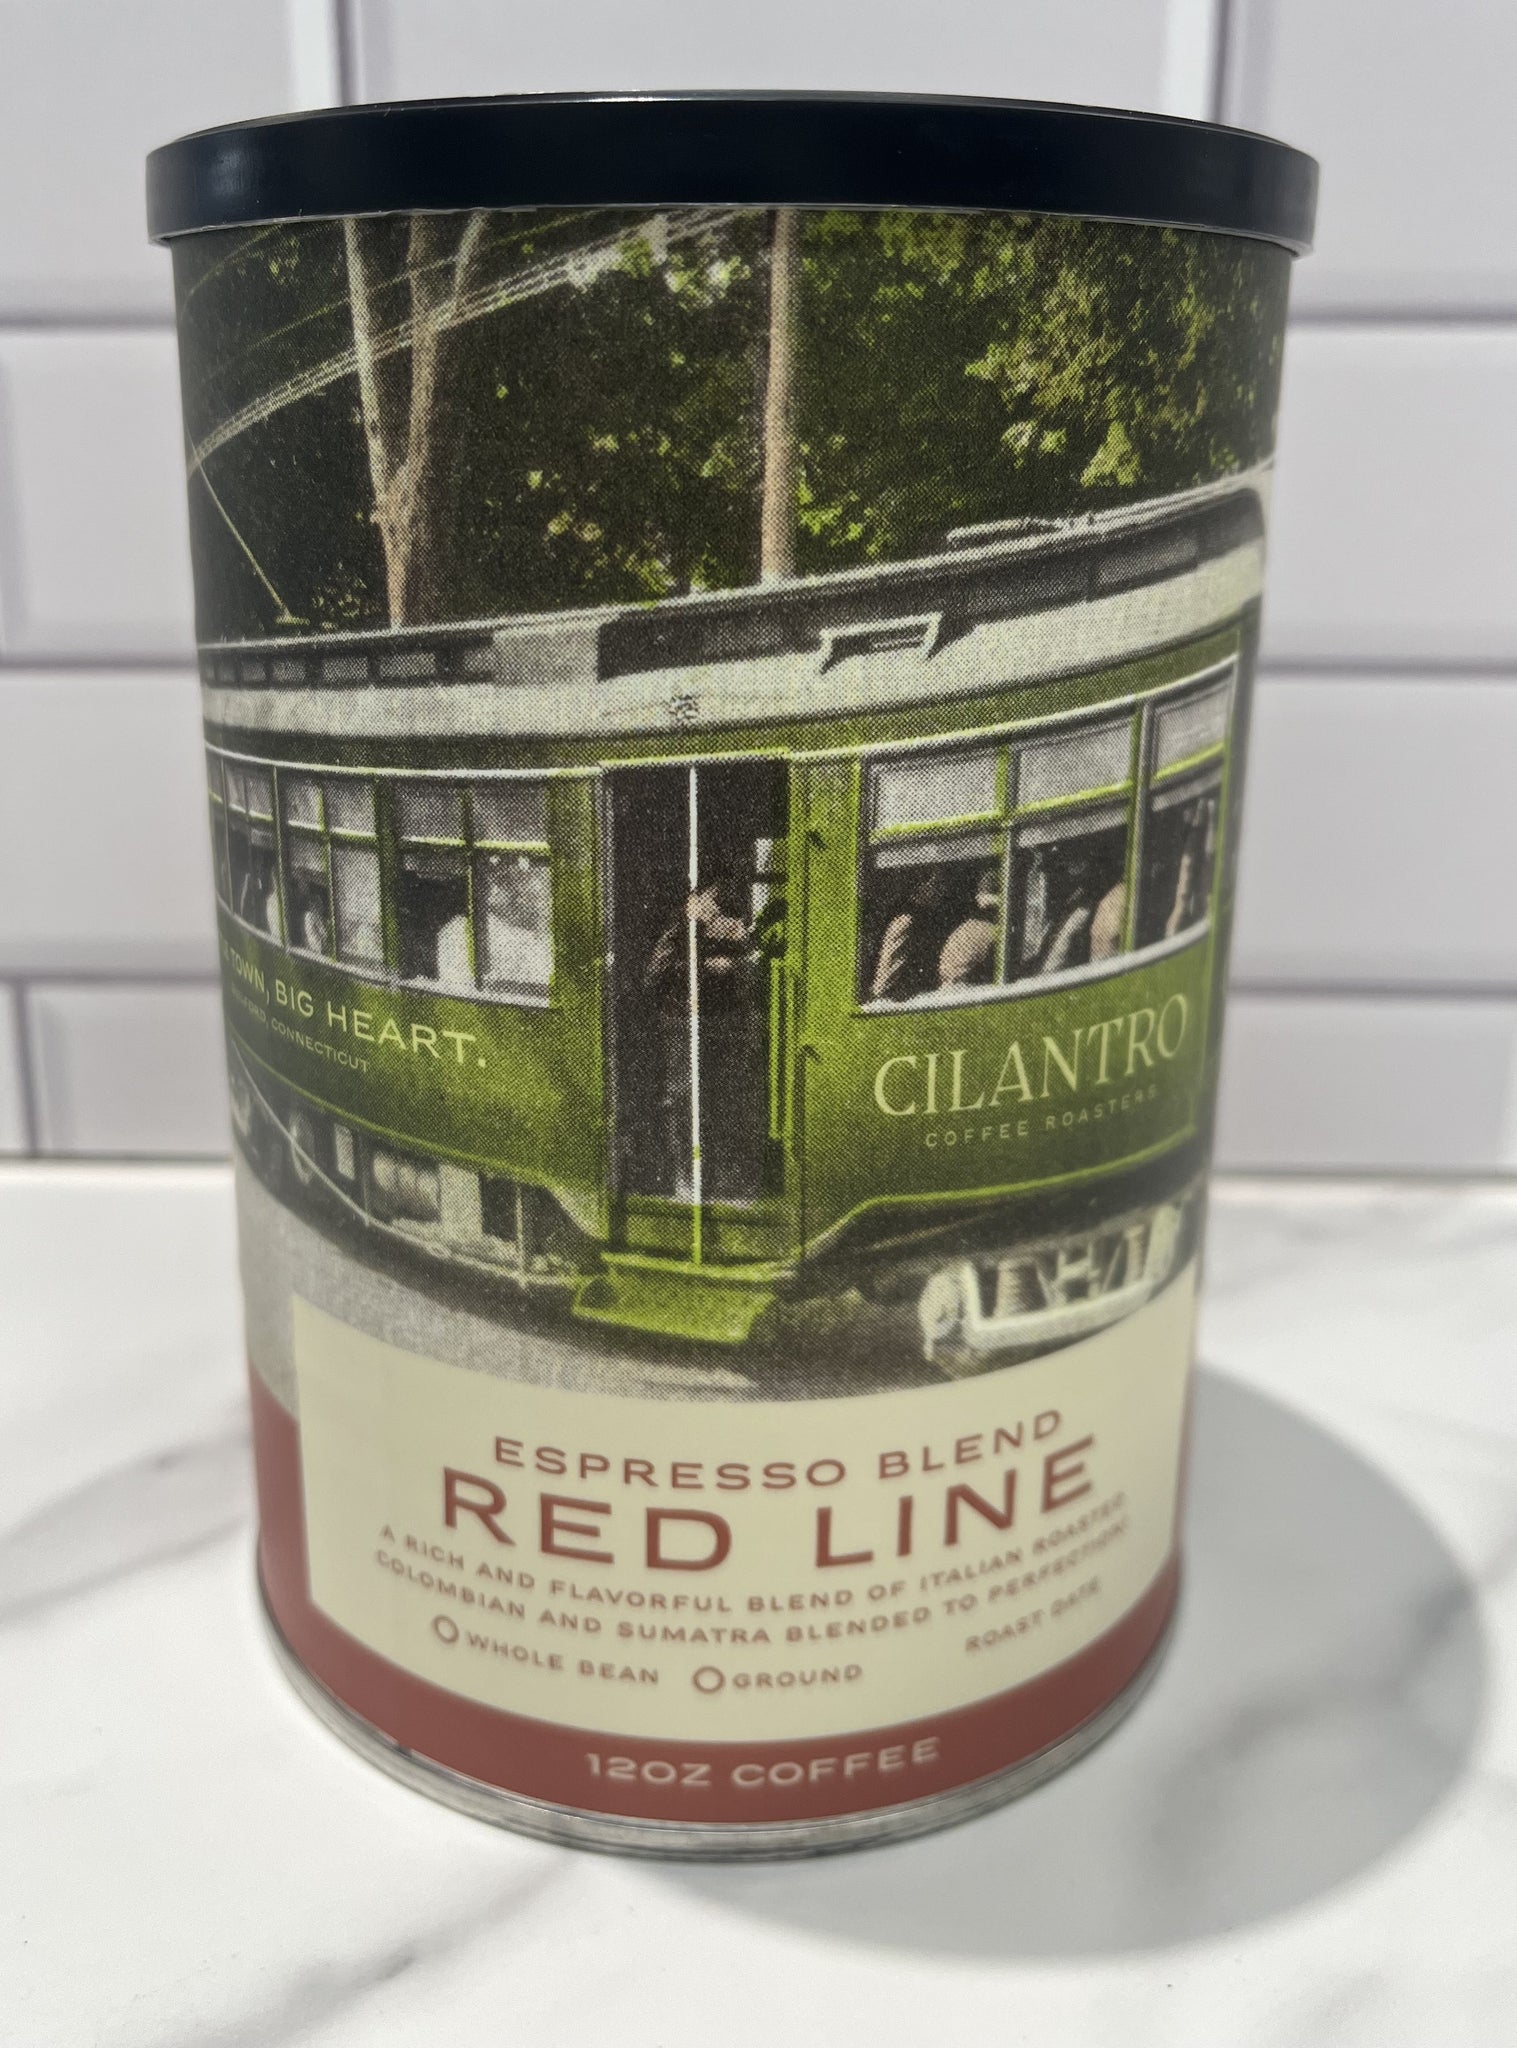 TOWN, BIG HEART.
CONNECTICUT
CILANTRO
COFFEE ROASTERS
ESPRESSO BLEND
RED LINE
A RICH AND FLAVORFUL BLEND OF ITALIAN ROASTED
COLOMBIAN AND SUMATRA BLENDED TO PERFECTION!
WHOLE BEAN GROUND ROAST DATE
12OZ COFFEE